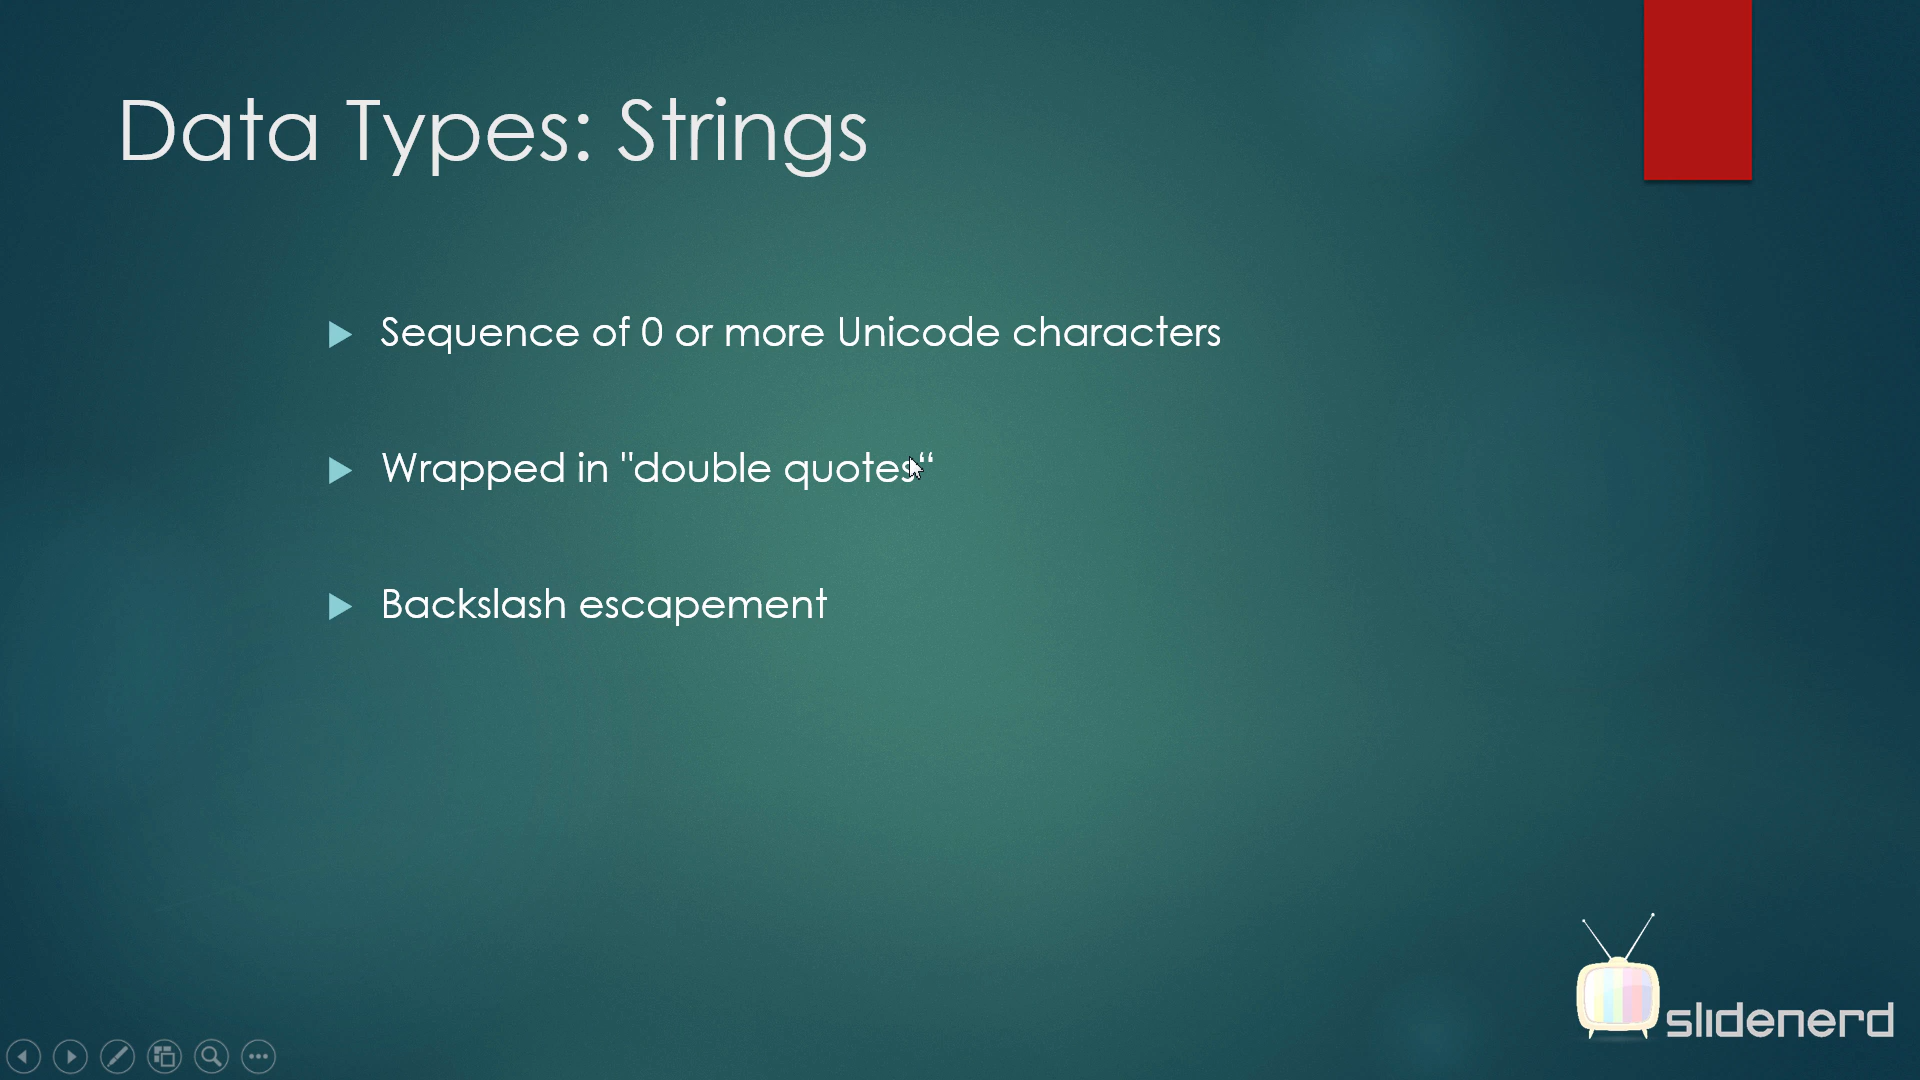 Data Types: Strings
Sequence of 0 or more Unicode characters
Wrapped in "double quotes“
Backslash escapement
slidenerd